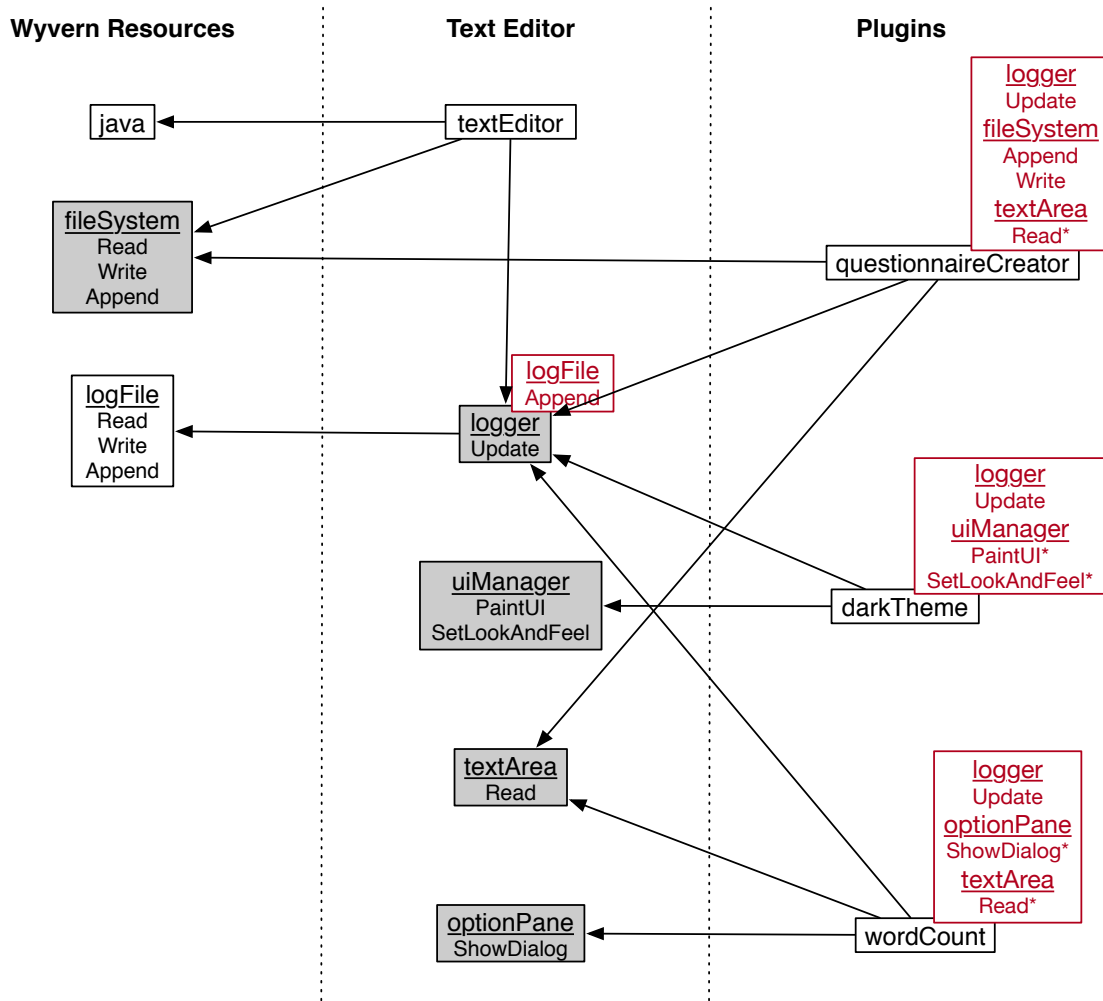 Wyvern Resources
Text Editor
Plugins
java
textEditor
logger
Update
fileSystem
Append
Write
textArea
Read*
questionnaireCreator
fileSystem
Read
Write
Append
logFile
Append
logFile
Read
Write
Append
logger
Update
logger
Update
uiManager
PaintUI*
SetLookAndFeel*
darkTheme
uiManager
PaintUI
SetLookAndFeel
textArea
Read
logger
Update
optionPane
ShowDialog*
textArea
Read*
wordCount
optionPane
ShowDialog